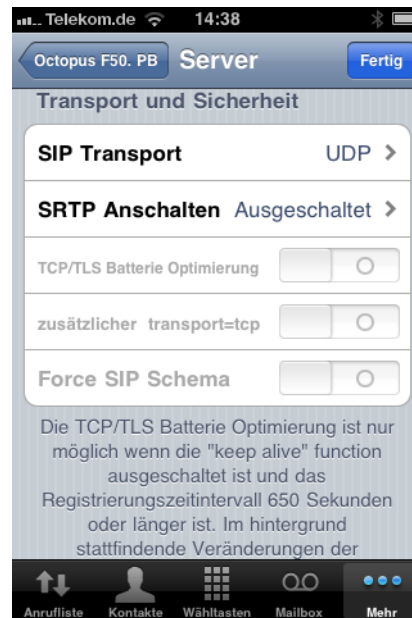 Telekom.de 14:38
Octopus F50. PB Server Fertig
Transport und Sicherheit
SIP Transport UDP
SRTP Anschalten Ausgeschaltet
TCP/TLS Batterie Optimierung
zusätzlicher transport=tcp
Force SIP Schema
Die TCP/TLS Batterie Optimierung ist nur
möglich wenn die "keep alive" function
ausgeschaltet ist und das
Registrierungszeitintervall 650 Sekunden
oder länger ist. Im hintergrund
stattfindende Veränderungen der
Anrufliste Kontakte Wähltasten Mailbox Mehr